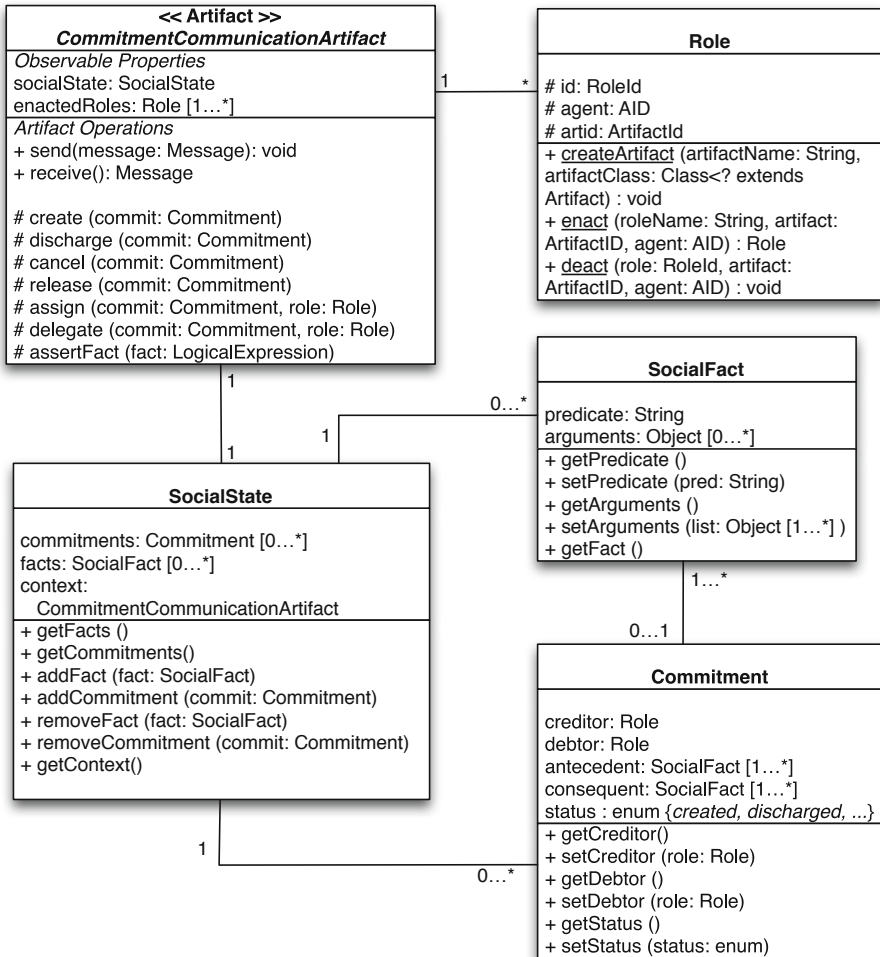 << Artifact >>
CommitmentCommunicationArtifact
Observable Properties
socialState: SocialState
enactedRoles: Role [1…*]
Artifact Operations
+ send(message: Message): void
+ receive(): Message
# create (commit: Commitment)
# discharge (commit: Commitment)
# cancel (commit: Commitment)
# release (commit: Commitment)
# assign (commit: Commitment, role: Role)
# delegate (commit: Commitment, role: Role)
# assertFact (fact: LogicalExpression)
1
*
Role
# id: RoleId
# agent: AID
# artid: ArtifactId
+ createArtifact (artifactName: String,
artifactClass: Class<? extends
Artifact) : void
+ enact (roleName: String, artifact:
ArtifactID, agent: AID) : Role
+ deact (role: RoleId, artifact:
ArtifactID, agent: AID) : void
1
1
1
0…*
SocialFact
predicate: String
arguments: Object [0…*]
+ getPredicate ()
+ setPredicate (pred: String)
+ getArguments ()
+ setArguments (list: Object [1…*] )
+ getFact ()
SocialState
commitments: Commitment [0…*]
facts: SocialFact [0…*]
context:
CommitmentCommunicationArtifact
+ getFacts ()
+ getCommitments()
+ addFact (fact: SocialFact)
+ addCommitment (commit: Commitment)
+ removeFact (fact: SocialFact)
+ removeCommitment (commit: Commitment)
+ getContext()
1…*
0…1
1
0…*
Commitment
creditor: Role
debtor: Role
antecedent: SocialFact [1…*]
consequent: SocialFact [1…*]
status : enum {created, discharged, ...}
+ getCreditor()
+ setCreditor (role: Role)
+ getDebtor ()
+ setDebtor (role: Role)
+ getStatus ()
+ setStatus (status: enum)